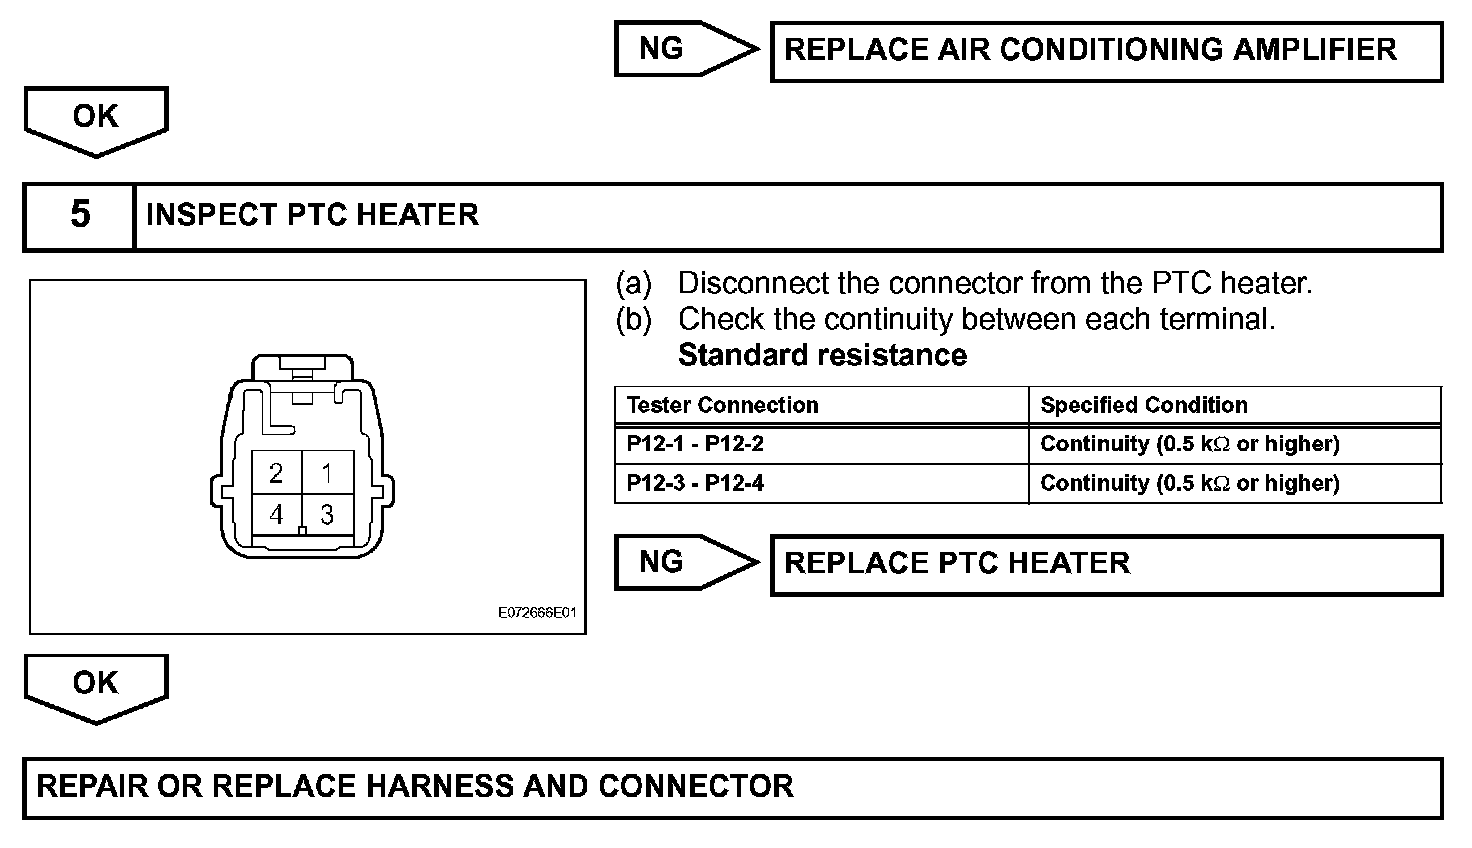 NG
REPLACE AIR CONDITIONING AMPLIFIER
OK
5
INSPECT PTC HEATER
(a) Disconnect the connector from the PTC heater.
(b) Check the continuity between each terminal.
Standard resistance
Tester Connection Specified Condition
P12-1 - P12-2 Continuity (0.5 kΩ or higher)
P12-3 - P12-4 Continuity (0.5 kΩ or higher)
2 1
4 3
E072666E01
NG
REPLACE PTC HEATER
OK
REPAIR OR REPLACE HARNESS AND CONNECTOR